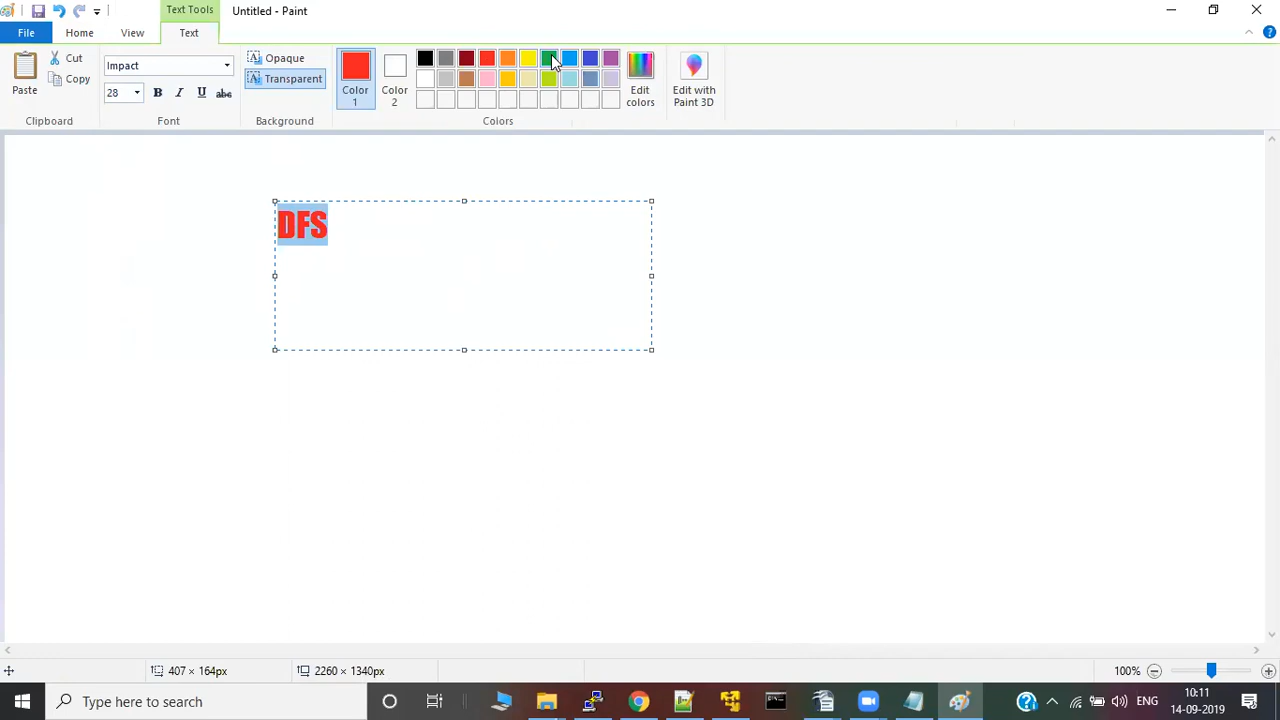 Text Tools
Untitled - Paint
File
Home
View
Text
Paste
Cut
Copy
Clipboard
Impact
28
B
I
U
abc
Font
Opaque
Transparent
Background
Color 1
Color 2
Colors
Edit colors
Edit with Paint 3D
DFS
407 × 164px
2260 × 1340px
100%
Type here to search
ENG
10:11
14-09-2019